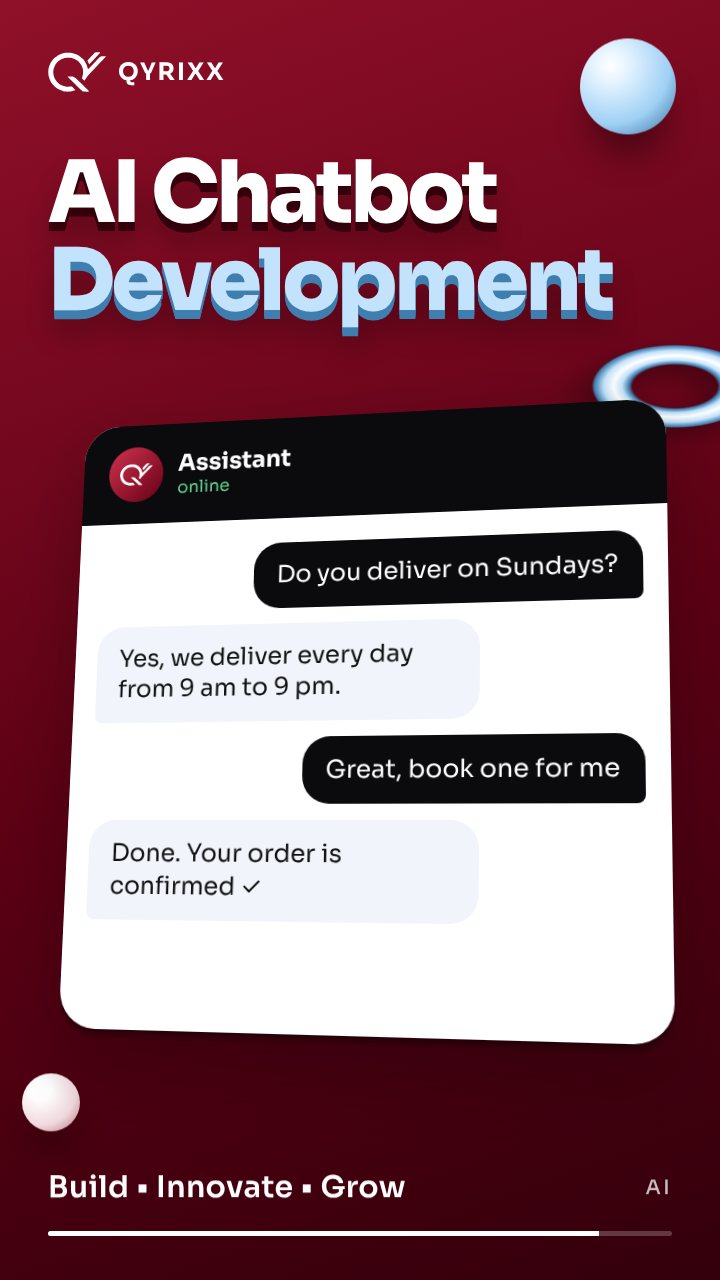 QYRIXX
AI Chatbot
Development
Assistant
online
Do you deliver on Sundays?
Yes, we deliver every day
from 9 am to 9 pm.
Great, book one for me
Done. Your order is
confirmed ✓
Build ▪ Innovate ▪ Grow
AI